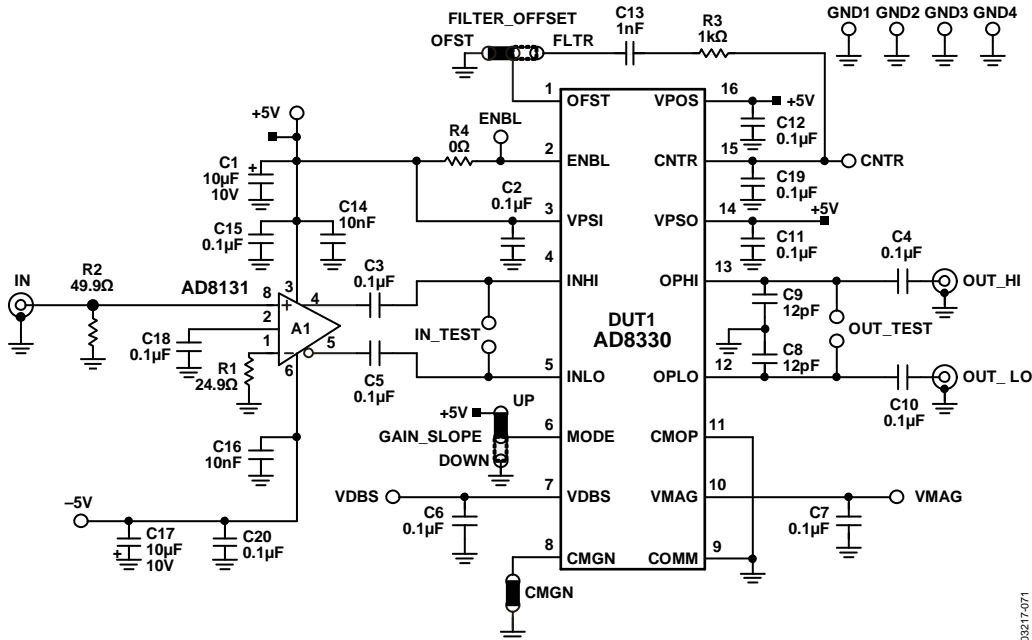 FILTER_OFFSET
OFST
FLTR
C13
1nF
R3
1kΩ
GND1 GND2 GND3 GND4
+5V
C1
10µF
10V
+
C15
0.1µF
C14
10nF
R4
0Ω
ENBL
C2
0.1µF
IN
R2
49.9Ω
AD8131
8
2
1
3
4
5
6
+
–
A1
C18
0.1µF
R1
24.9Ω
C16
10nF
–5V
C17
10µF
10V
+
C20
0.1µF
C3
0.1µF
C5
0.1µF
IN_TEST
UP
+5V
GAIN_SLOPE
DOWN
VDBS
C6
0.1µF
CMGN
DUT1
AD8330
1 OFST
2 ENBL
3 VPSI
4 INHI
5 INLO
6 MODE
7 VDBS
8 CMGN
VPOS 16
CNTR 15
VPSO 14
OPHI 13
OPLO 12
CMOP 11
VMAG 10
COMM 9
+5V
C12
0.1µF
CNTR
C19
0.1µF
+5V
C11
0.1µF
C4
0.1µF
OUT_HI
C9
12pF
C8
12pF
OUT_TEST
OUT_ LO
C10
0.1µF
C7
0.1µF
VMAG
03217-071